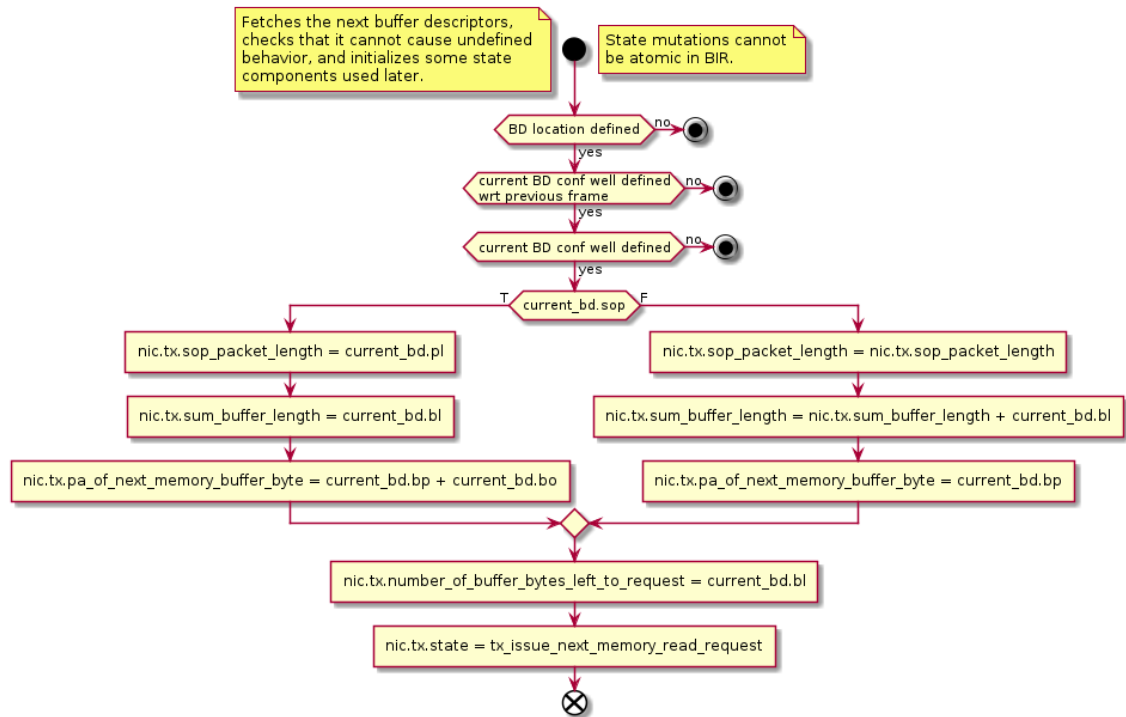 Fetches the next buffer descriptors,
checks that it cannot cause undefined
behavior, and initializes some state
components used later.
State mutations cannot
be atomic in BIR.
BD location defined
no
yes
current BD conf well defined
wrt previous frame
no
yes
current BD conf well defined
no
yes
T
current_bd.sop
F
nic.tx.sop_packet_length = current_bd.pl
nic.tx.sop_packet_length = nic.tx.sop_packet_length
nic.tx.sum_buffer_length = current_bd.bl
nic.tx.sum_buffer_length = nic.tx.sum_buffer_length + current_bd.bl
nic.tx.pa_of_next_memory_buffer_byte = current_bd.bp + current_bd.bo
nic.tx.pa_of_next_memory_buffer_byte = current_bd.bp
nic.tx.number_of_buffer_bytes_left_to_request = current_bd.bl
nic.tx.state = tx_issue_next_memory_read_request